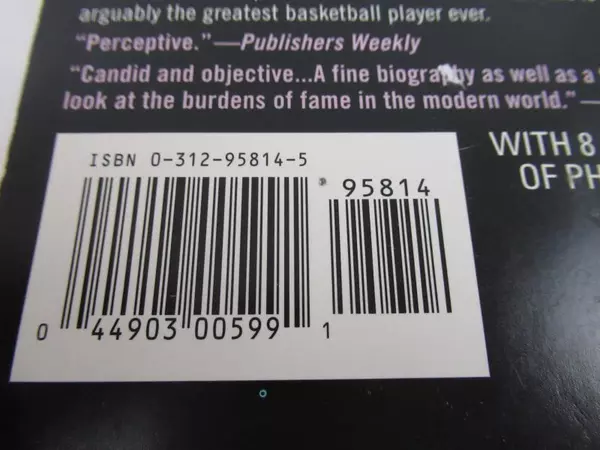 arguably the greatest basketball player ever.
"Perceptive."—Publishers Weekly
"Candid and objective...A fine biography as well as a
look at the burdens of fame in the modern world."—
WITH 8
OF PH
ISBN 0-312-95814-5
95814
0 44903 00599 1